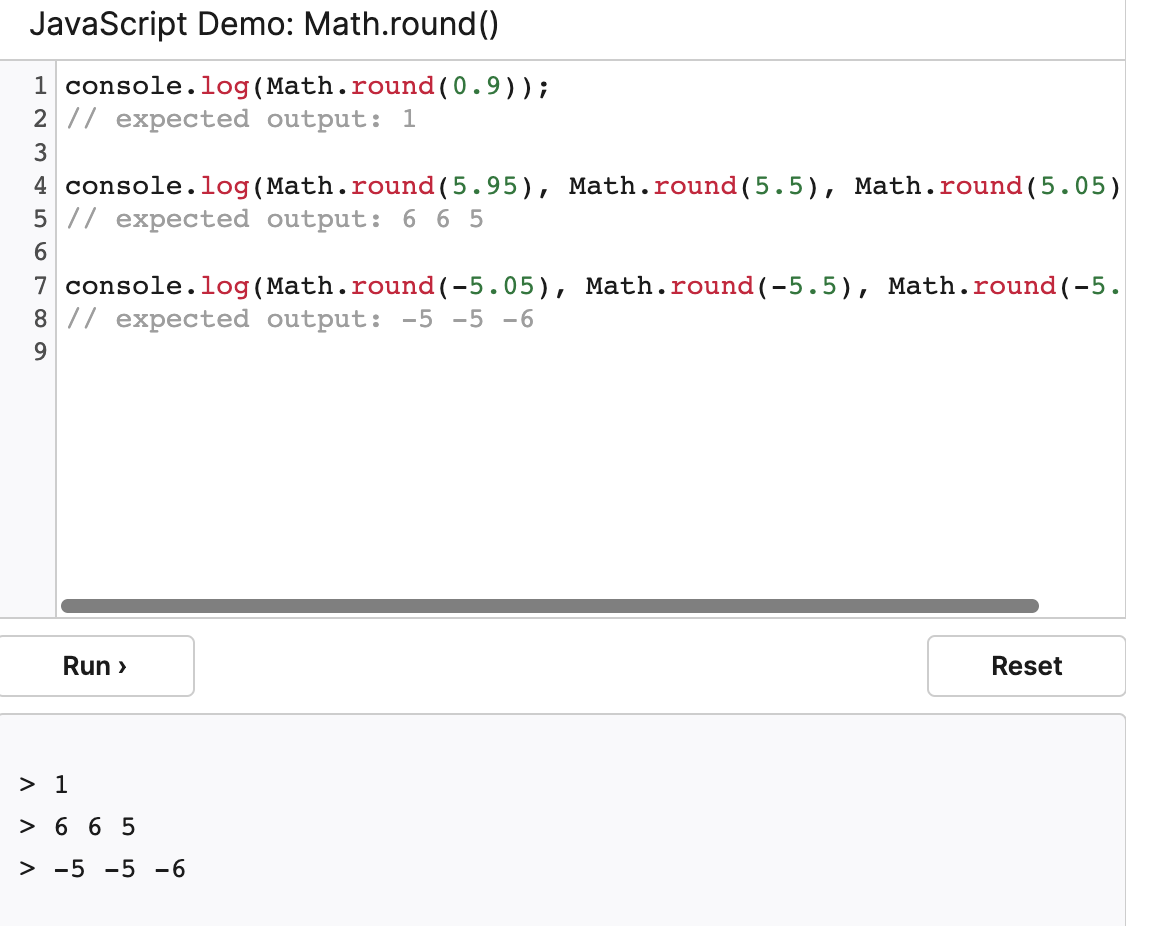 JavaScript Demo: Math.round()
1 console.log(Math.round(0.9));
2 // expected output: 1
3
4 console.log(Math.round(5.95), Math.round(5.5), Math.round(5.05)
5 // expected output: 6 6 5
6
7 console.log(Math.round(-5.05), Math.round(-5.5), Math.round(-5.
8 // expected output: -5 -5 -6
9
Run ›
Reset
> 1
> 6 6 5
> -5 -5 -6